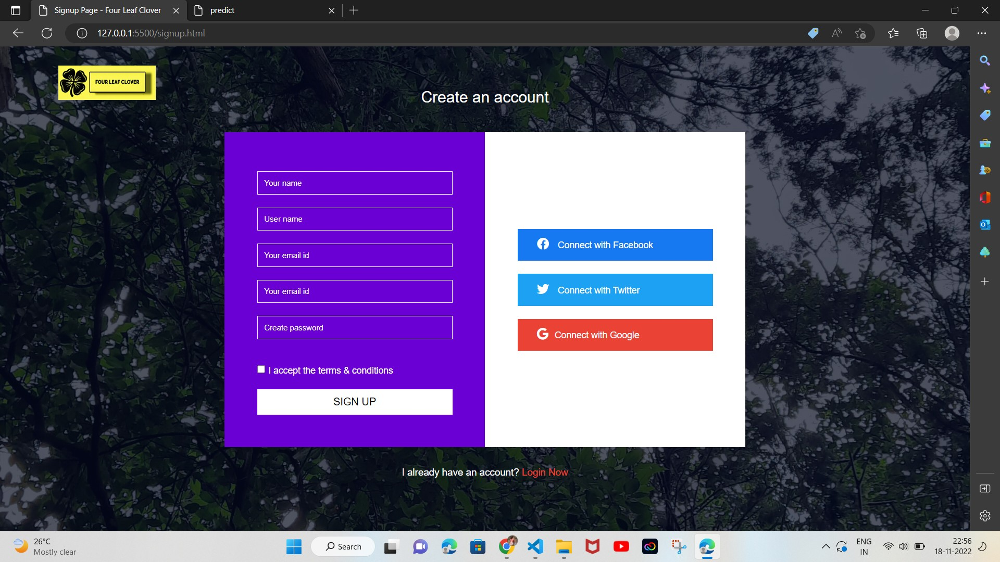 Signup Page - Four Leaf Clover
predict
127.0.0.1:5500/signup.html
FOUR LEAF CLOVER
Create an account
Your name
User name
Your email id
Your email id
Create password
I accept the terms & conditions
SIGN UP
Connect with Facebook
Connect with Twitter
Connect with Google
I already have an account? Login Now
26°C
Mostly clear
Search
ENG
IN
22:56
18-11-2022